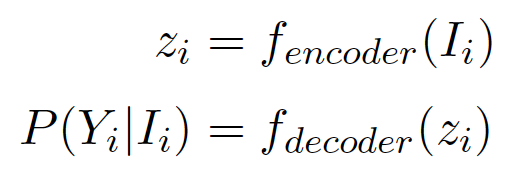 z_i = f_{encoder}(I_i)
P(Y_i|I_i) = f_{decoder}(z_i)